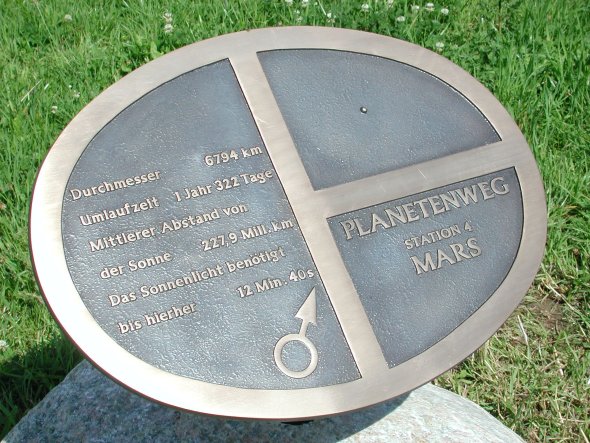 Durchmesser 6794 km
Umlaufzeit 1 Jahr 322 Tage
Mittlerer Abstand von
der Sonne 227,9 Mill. km
Das Sonnenlicht benötigt
bis hierher 12 Min. 40s
PLANETENWEG
STATION 4
MARS